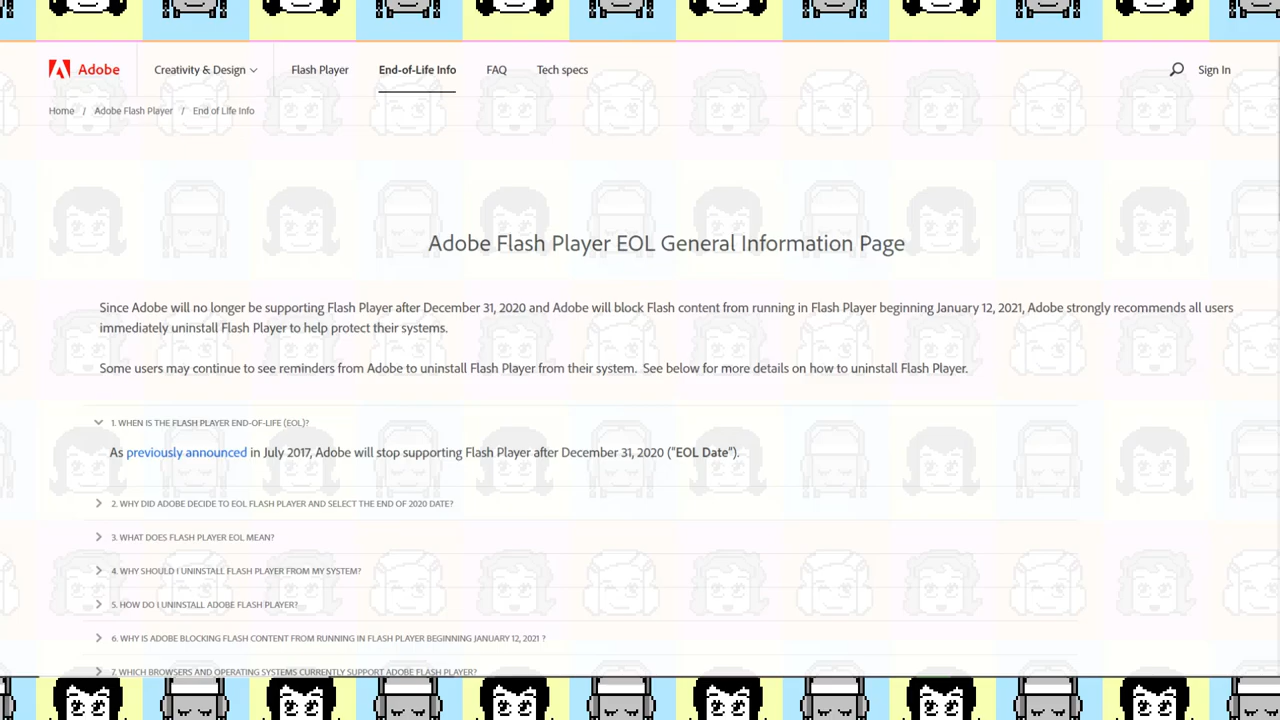 Adobe Creativity & Design Flash Player End-of-Life Info FAQ Tech specs Sign In
Home / Adobe Flash Player / End of Life Info
Adobe Flash Player EOL General Information Page
Since Adobe will no longer be supporting Flash Player after December 31, 2020 and Adobe will block Flash content from running in Flash Player beginning January 12, 2021, Adobe strongly recommends all users
immediately uninstall Flash Player to help protect their systems.
Some users may continue to see reminders from Adobe to uninstall Flash Player from their system. See below for more details on how to uninstall Flash Player.
1. WHEN IS THE FLASH PLAYER END-OF-LIFE (EOL)?
As previously announced in July 2017, Adobe will stop supporting Flash Player after December 31, 2020 ("EOL Date").
2. WHY DID ADOBE DECIDE TO EOL FLASH PLAYER AND SELECT THE END OF 2020 DATE?
3. WHAT DOES FLASH PLAYER EOL MEAN?
4. WHY SHOULD I UNINSTALL FLASH PLAYER FROM MY SYSTEM?
5. HOW DO I UNINSTALL ADOBE FLASH PLAYER?
6. WHY IS ADOBE BLOCKING FLASH CONTENT FROM RUNNING IN FLASH PLAYER BEGINNING JANUARY 12, 2021 ?
7. WHICH BROWSERS AND OPERATING SYSTEMS CURRENTLY SUPPORT ADOBE FLASH PLAYER?